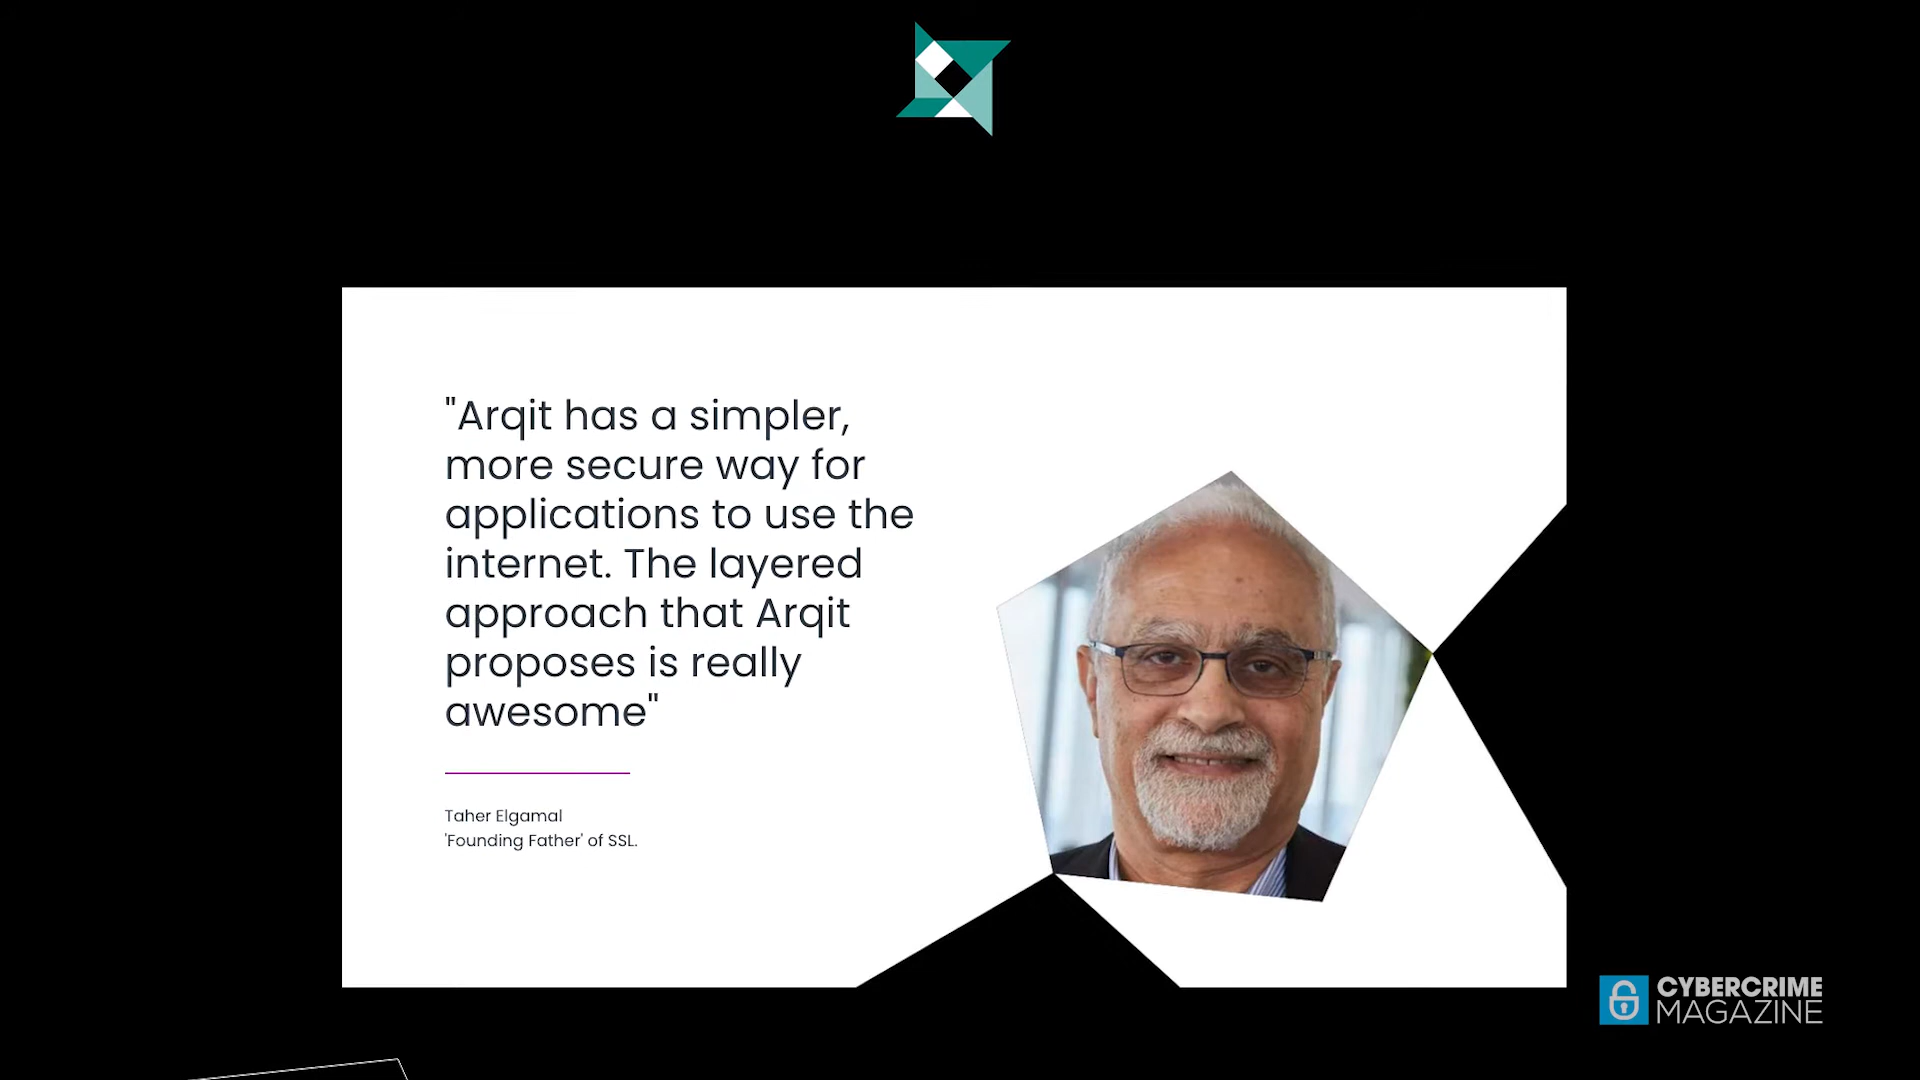 "Arqit has a simpler,
more secure way for
applications to use the
internet. The layered
approach that Arqit
proposes is really
awesome"
Taher Elgamal
'Founding Father' of SSL.
CYBERCRIME
MAGAZINE